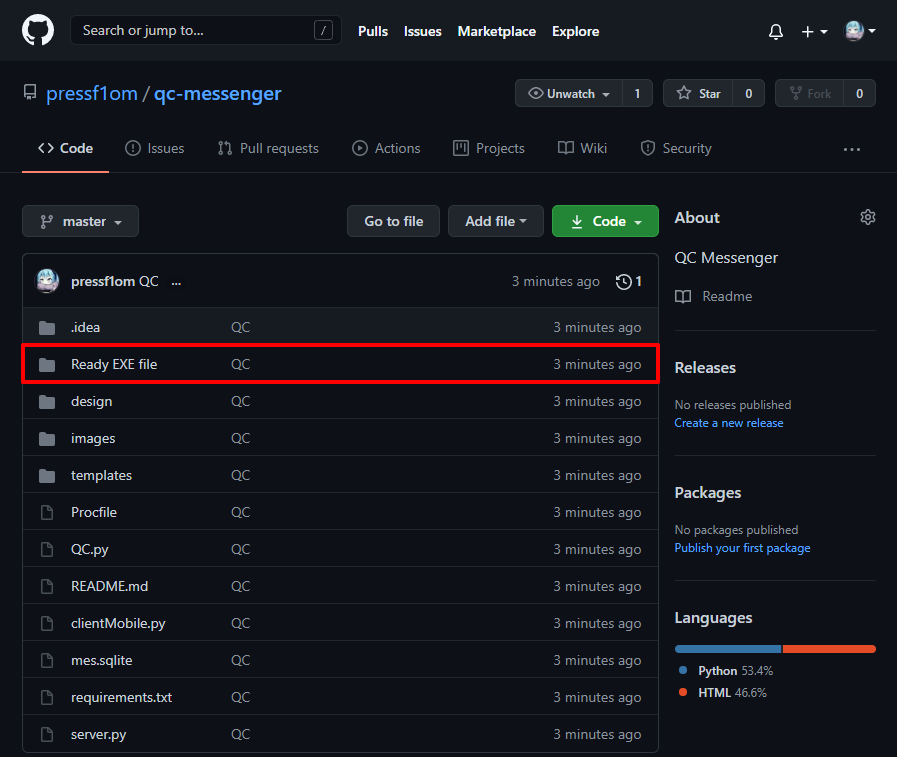 Search or jump to... /
Pulls Issues Marketplace Explore
pressf1om / qc-messenger
Unwatch 1 Star 0 Fork 0
Code Issues Pull requests Actions Projects Wiki Security ...
master Go to file Add file Code
pressf1om QC ... 3 minutes ago 1
.idea QC 3 minutes ago
Ready EXE file QC 3 minutes ago
design QC 3 minutes ago
images QC 3 minutes ago
templates QC 3 minutes ago
Procfile QC 3 minutes ago
QC.py QC 3 minutes ago
README.md QC 3 minutes ago
clientMobile.py QC 3 minutes ago
mes.sqlite QC 3 minutes ago
requirements.txt QC 3 minutes ago
server.py QC 3 minutes ago
About
QC Messenger
Readme
Releases
No releases published
Create a new release
Packages
No packages published
Publish your first package
Languages
Python 53.4%
HTML 46.6%